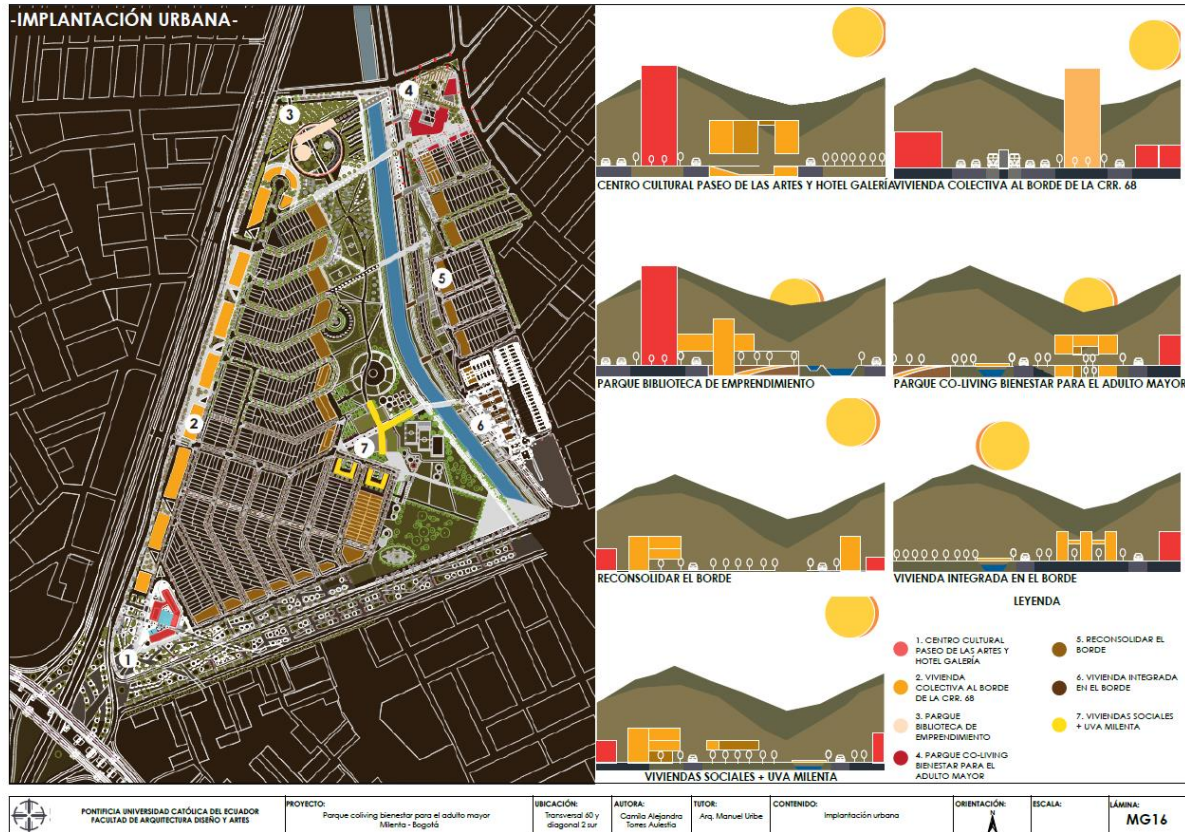 -IMPLANTACIÓN URBANA-
3
4
5
2
6
7
1
CENTRO CULTURAL PASEO DE LAS ARTES Y HOTEL GALERÍA
VIVIENDA COLECTIVA AL BORDE DE LA CRR. 68
PARQUE BIBLIOTECA DE EMPRENDIMIENTO
PARQUE CO-LIVING BIENESTAR PARA EL ADULTO MAYOR
RECONSOLIDAR EL BORDE
VIVIENDA INTEGRADA EN EL BORDE
VIVIENDAS SOCIALES + UVA MILENTA
LEYENDA
1. CENTRO CULTURAL
PASEO DE LAS ARTES Y
HOTEL GALERÍA
2. VIVIENDA
COLECTIVA AL BORDE
DE LA CRR. 68
3. PARQUE
BIBLIOTECA DE
EMPRENDIMIENTO
4. PARQUE CO-LIVING
BIENESTAR PARA EL
ADULTO MAYOR
5. RECONSOLIDAR EL
BORDE
6. VIVIENDA INTEGRADA
EN EL BORDE
7. VIVIENDAS SOCIALES
+ UVA MILENTA
PONTIFICIA UNIVERSIDAD CATÓLICA DEL ECUADOR
FACULTAD DE ARQUITECTURA DISEÑO Y ARTES
PROYECTO:
Parque coliving bienestar para el adulto mayor
Milenta - Bogotá
UBICACIÓN:
Transversal 60 y
diagonal 2 sur
AUTORA:
Camila Alejandra
Torres Aulestia
TUTOR:
Arq. Manuel Uribe
CONTENIDO:
Implantación urbana
ORIENTACIÓN:
N
ESCALA:
LÁMINA:
MG16